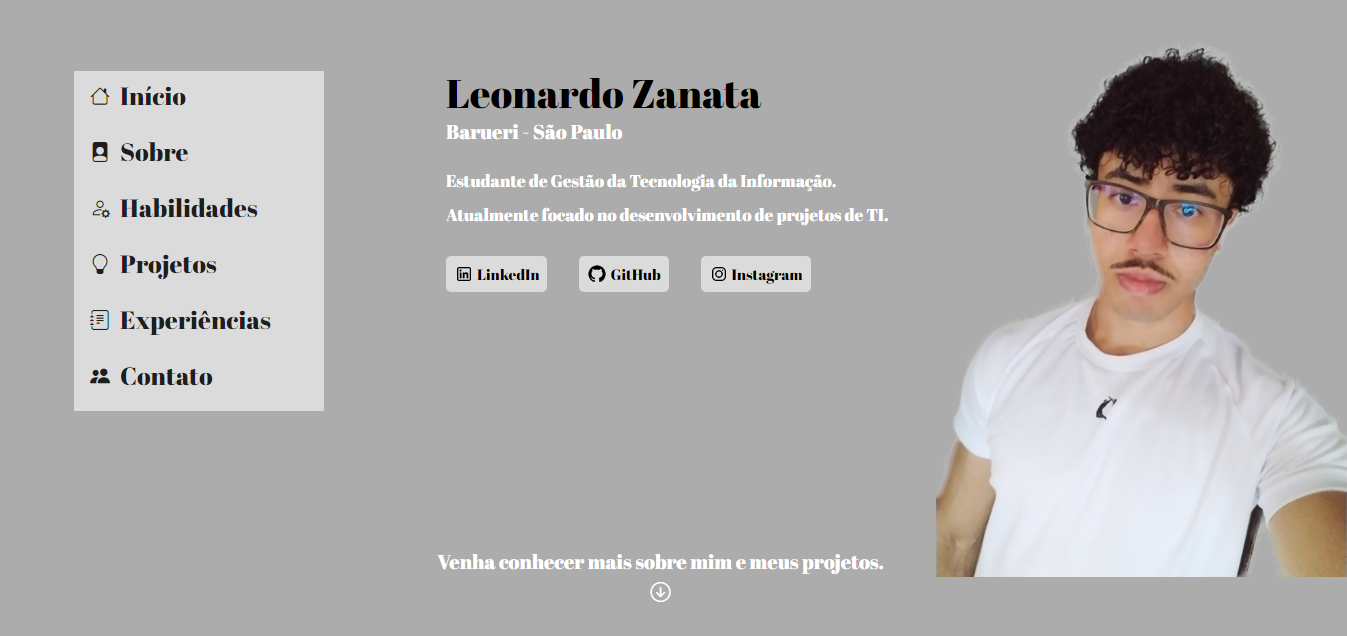 Início
Sobre
Habilidades
Projetos
Experiências
Contato
Leonardo Zanata
Barueri - São Paulo
Estudante de Gestão da Tecnologia da Informação.
Atualmente focado no desenvolvimento de projetos de TI.
LinkedIn GitHub Instagram
Venha conhecer mais sobre mim e meus projetos.